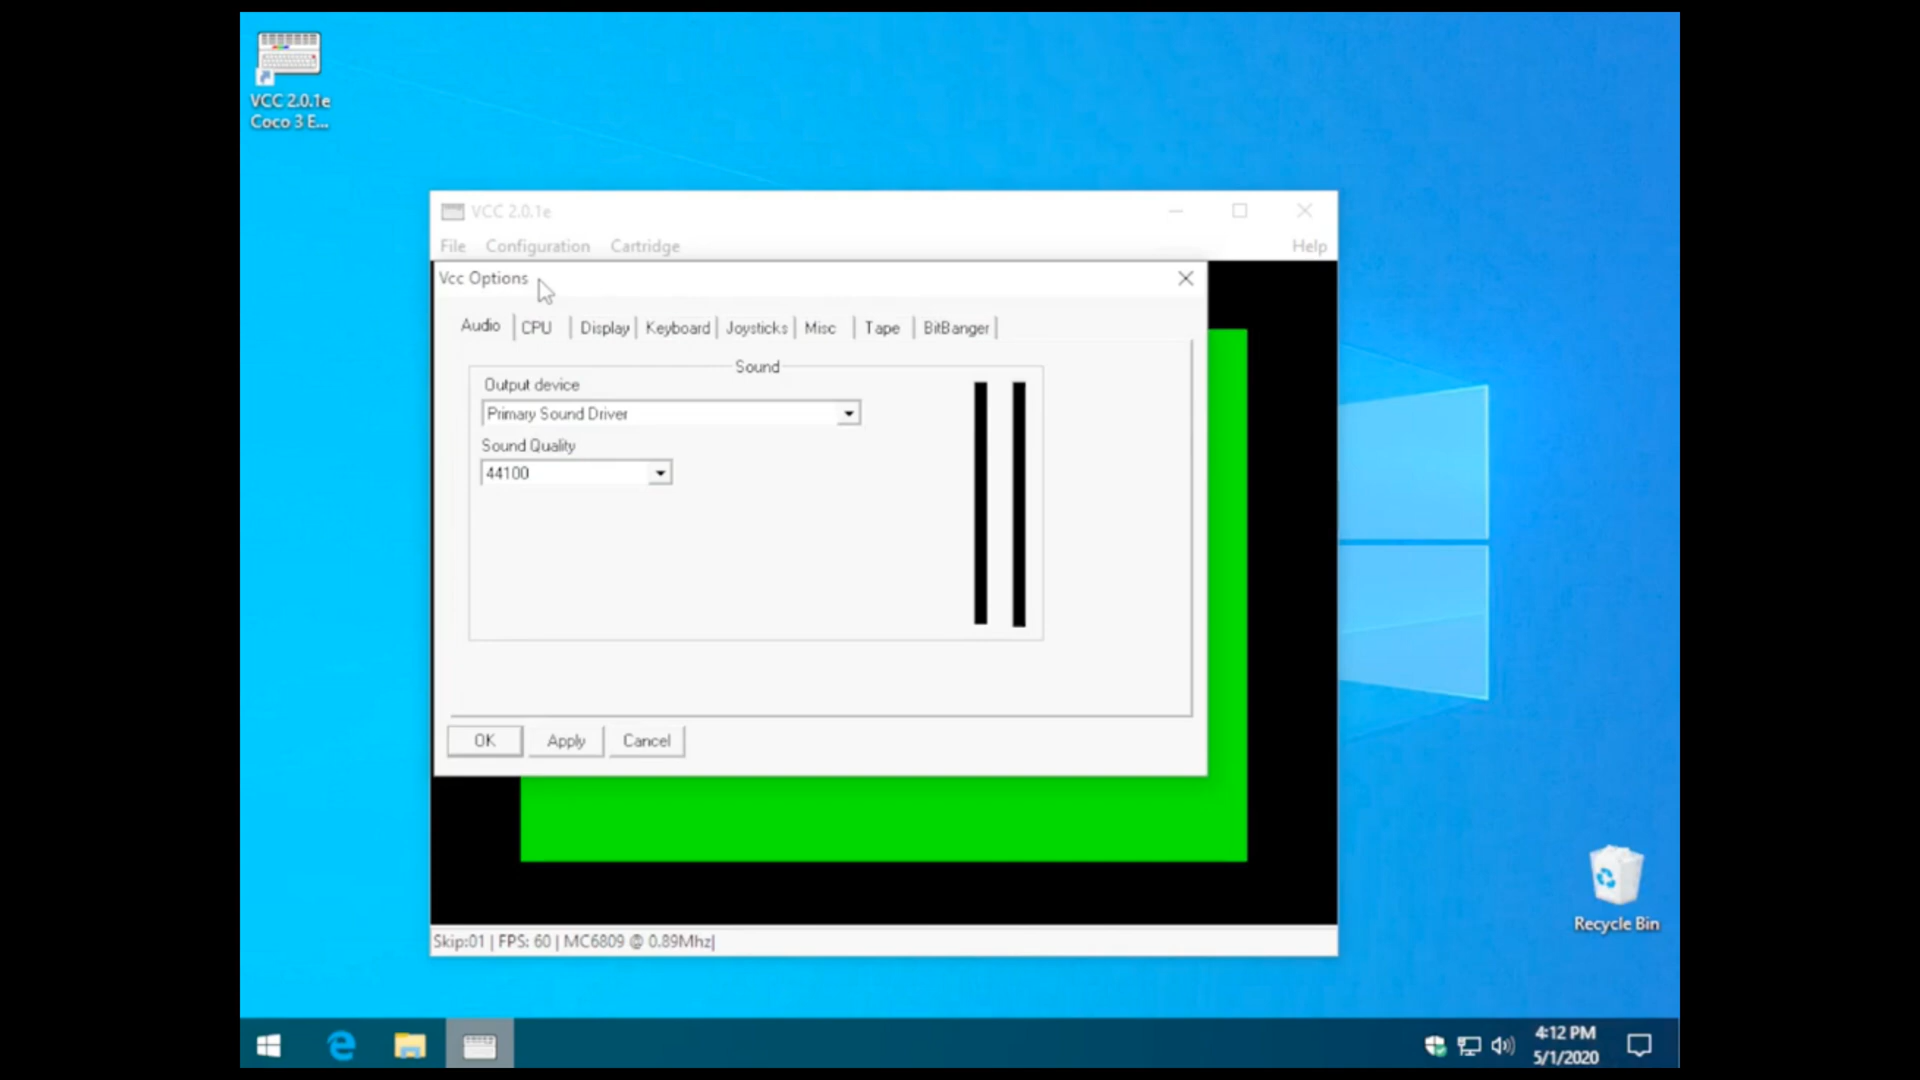 VCC 2.0.1e
Coco 3 E...
VCC 2.0.1e
File Configuration Cartridge Help
Vcc Options
Audio CPU Display Keyboard Joysticks Misc Tape BitBanger
Sound
Output device
Primary Sound Driver
Sound Quality
44100
OK Apply Cancel
Skip:01 | FPS: 60 | MC6809 @ 0.89Mhz|
Recycle Bin
4:12 PM
5/1/2020